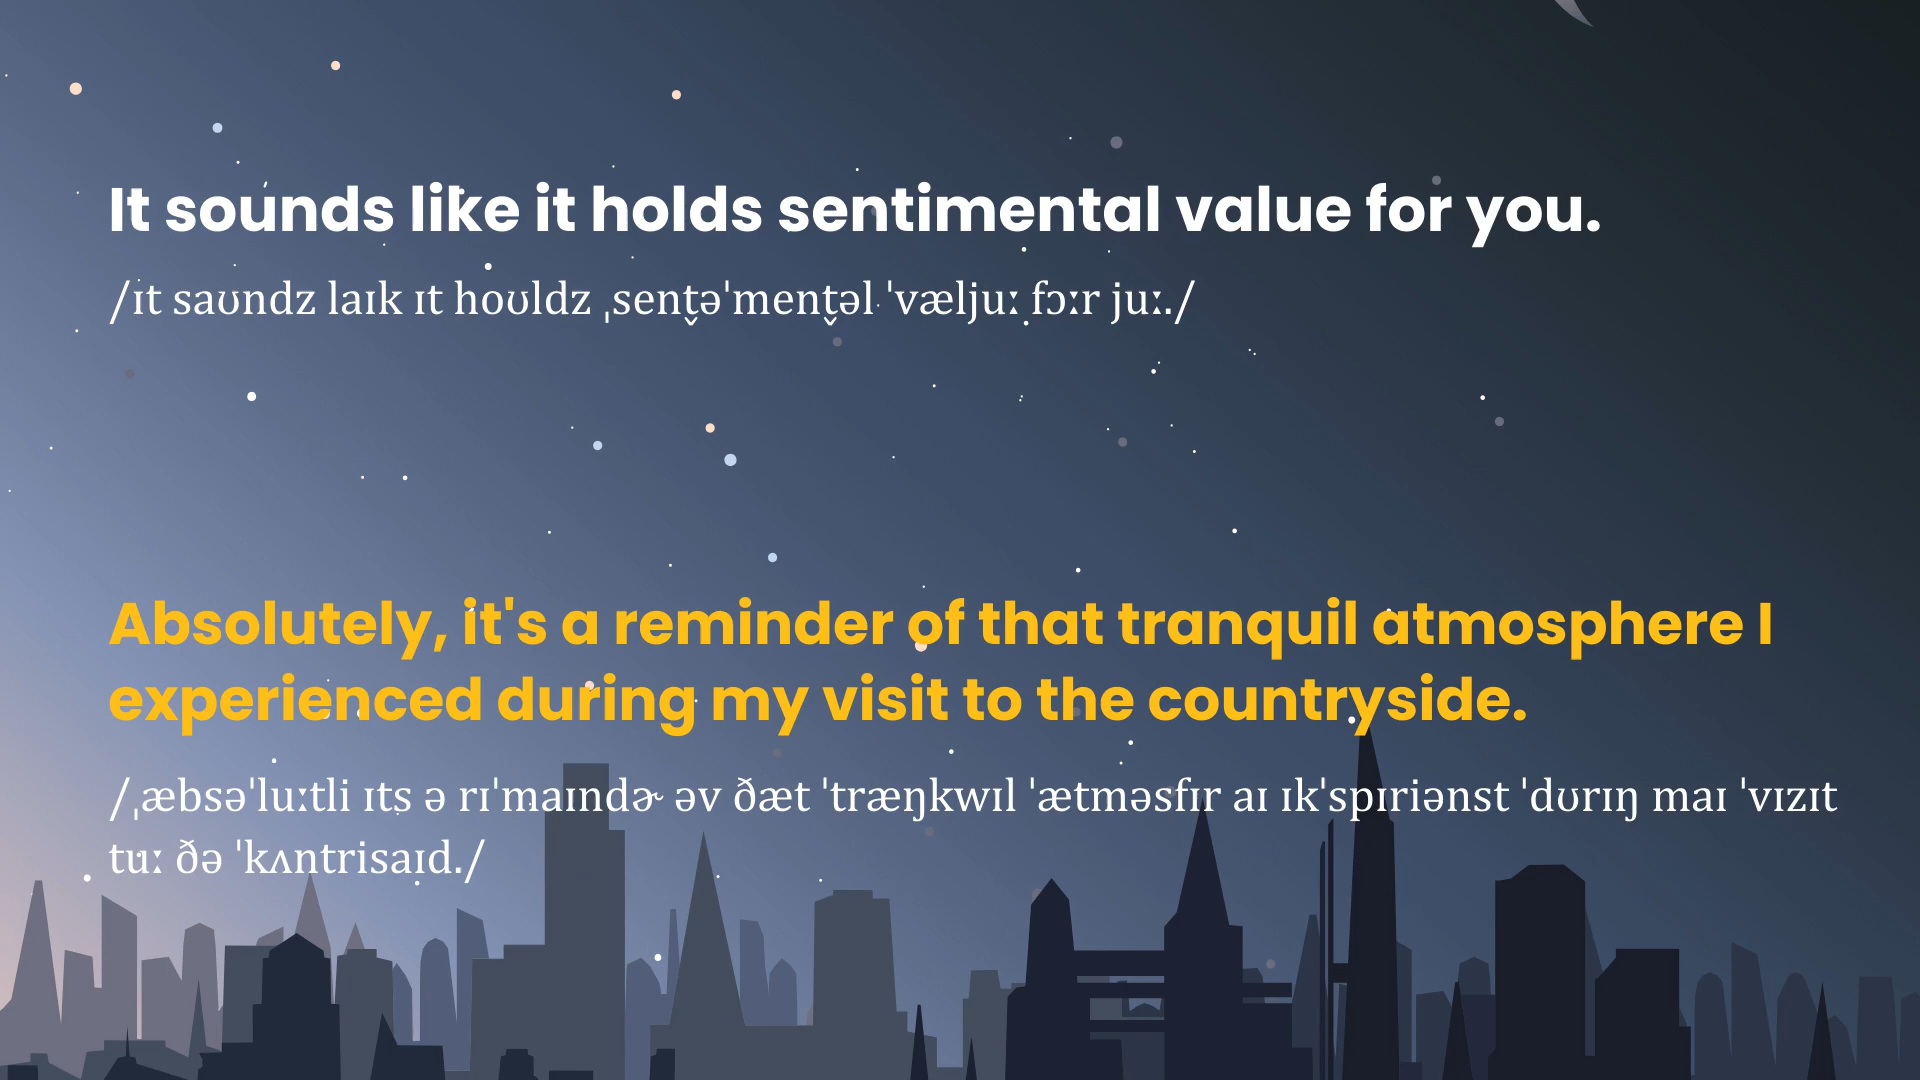 It sounds like it holds sentimental value for you.
/ɪt saʊndz laɪk ɪt hoʊldz ˌsent̬əˈment̬əl ˈvæljuː fɔːr juː./
Absolutely, it's a reminder of that tranquil atmosphere I
experienced during my visit to the countryside.
/ˌæbsəˈluːtli ɪts ə rɪˈmaɪndɚ əv ðæt ˈtræŋkwɪl ˈætməsfɪr aɪ ɪkˈspɪriənst ˈdʊrɪŋ maɪ ˈvɪzɪt
tuː ðə ˈkʌntrisaɪd./